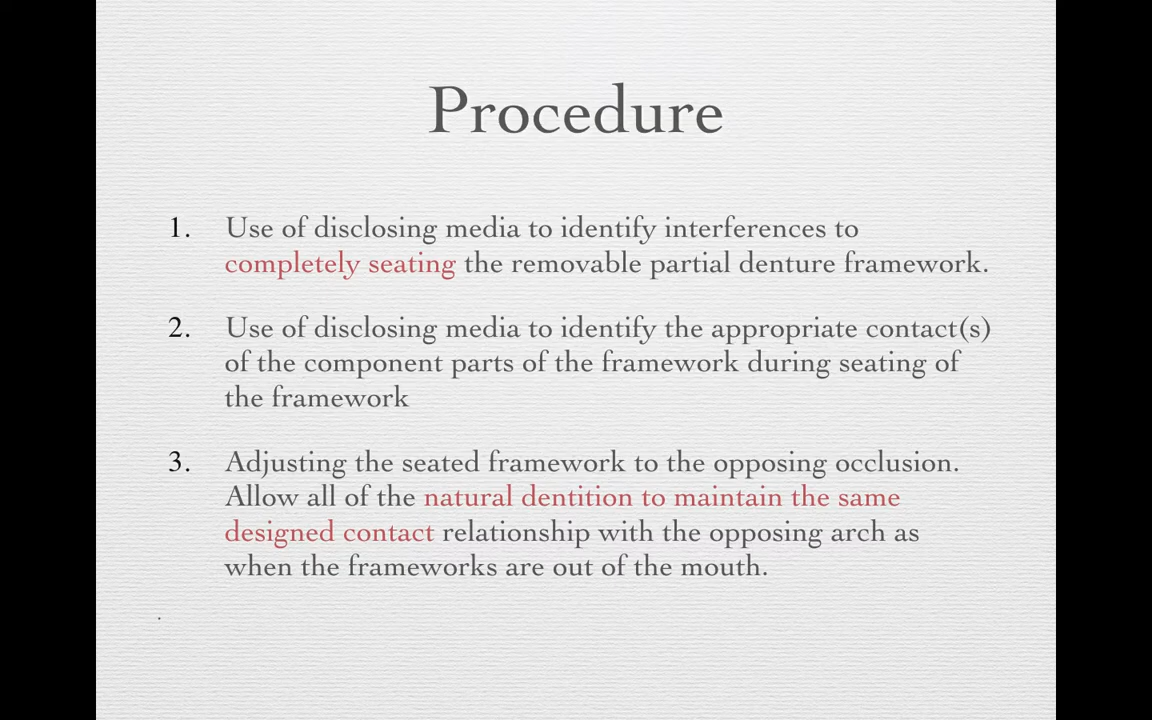 Procedure
1. Use of disclosing media to identify interferences to
completely seating the removable partial denture framework.
2. Use of disclosing media to identify the appropriate contact(s)
of the component parts of the framework during seating of
the framework
3. Adjusting the seated framework to the opposing occlusion.
Allow all of the natural dentition to maintain the same
designed contact relationship with the opposing arch as
when the frameworks are out of the mouth.
.